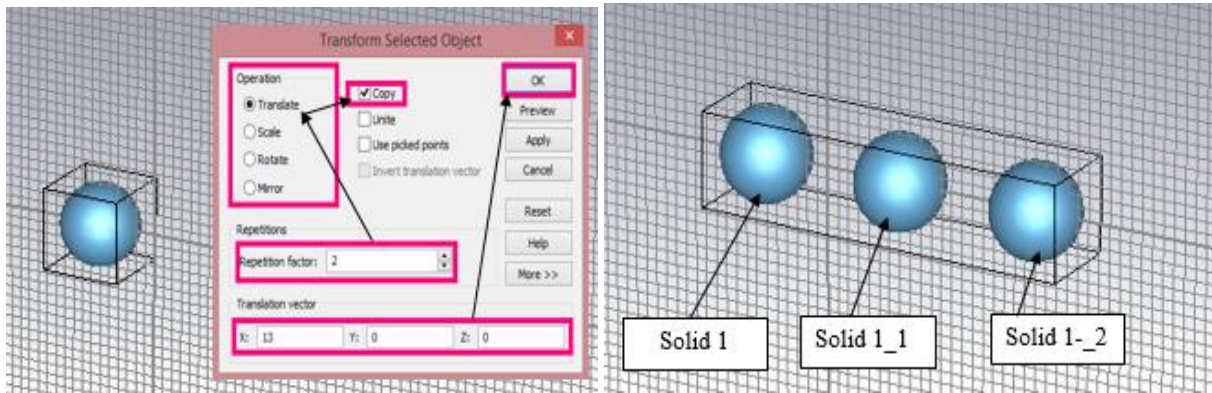 Transform Selected Object
Operation
Translate
Scale
Rotate
Mirror
Copy
Unite
Use picked points
Invert translation vector
OK
Preview
Apply
Cancel
Reset
Help
More >>
Repetitions
Repetition factor: 2
Translation vector
X: 13 Y: 0 Z: 0
Solid 1
Solid 1_1
Solid 1-_2